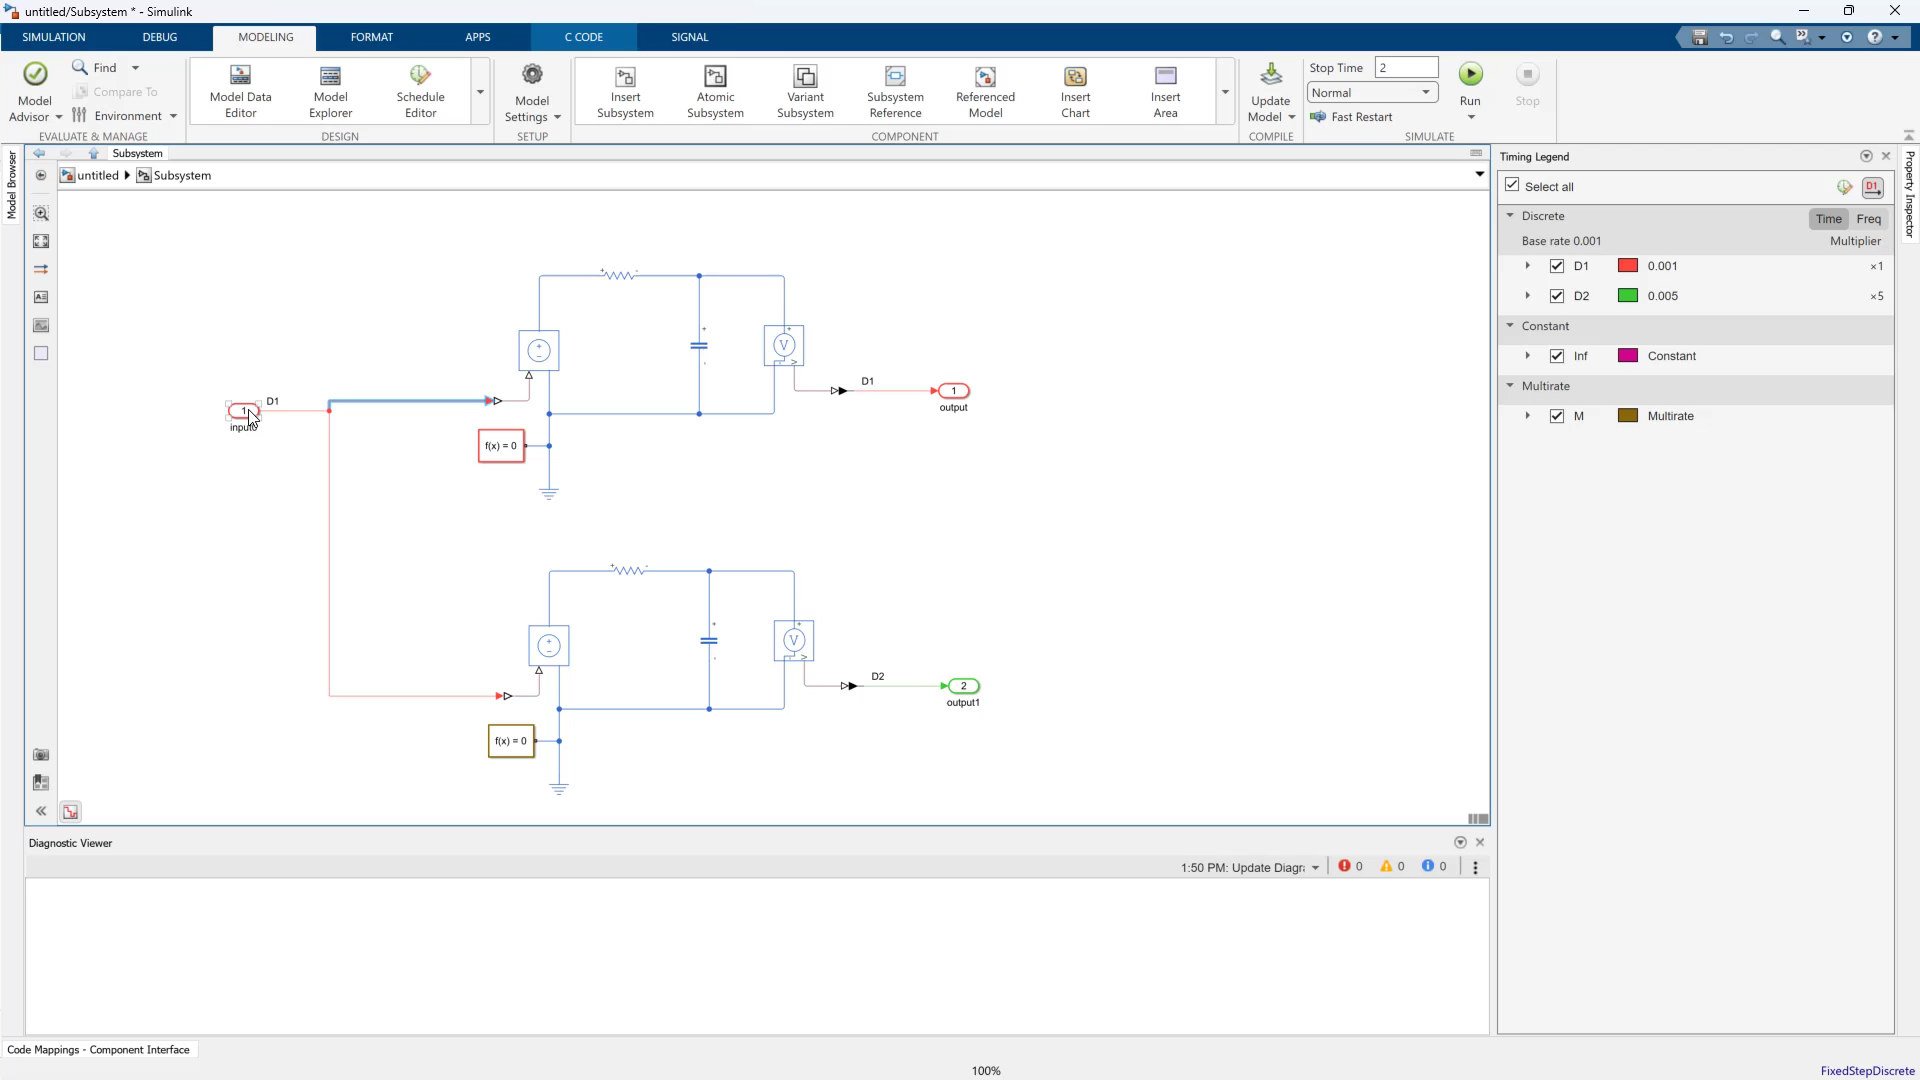 untitled/Subsystem * - Simulink
SIMULATION DEBUG MODELING FORMAT APPS C CODE SIGNAL
Model Advisor
Find
Compare To
Environment
EVALUATE & MANAGE
Model Data Editor
Model Explorer
Schedule Editor
DESIGN
Model Settings
SETUP
Insert Subsystem
Atomic Subsystem
Variant Subsystem
Subsystem Reference
Referenced Model
Insert Chart
Insert Area
COMPONENT
Update Model
COMPILE
Stop Time 2
Normal
Fast Restart
Run
Stop
SIMULATE
Model Browser
Subsystem
untitled Subsystem
D1
1
V
D1
1
output
f(x) = 0
V
D2
2
output1
f(x) = 0
Timing Legend
Select all
D1
Discrete Time Freq
Base rate 0.001 Multiplier
D1 0.001 ×1
D2 0.005 ×5
Constant
Inf Constant
Multirate
M Multirate
Property Inspector
Diagnostic Viewer
1:50 PM: Update Diagr 0 0 0
Code Mappings - Component Interface
100%
FixedStepDiscrete